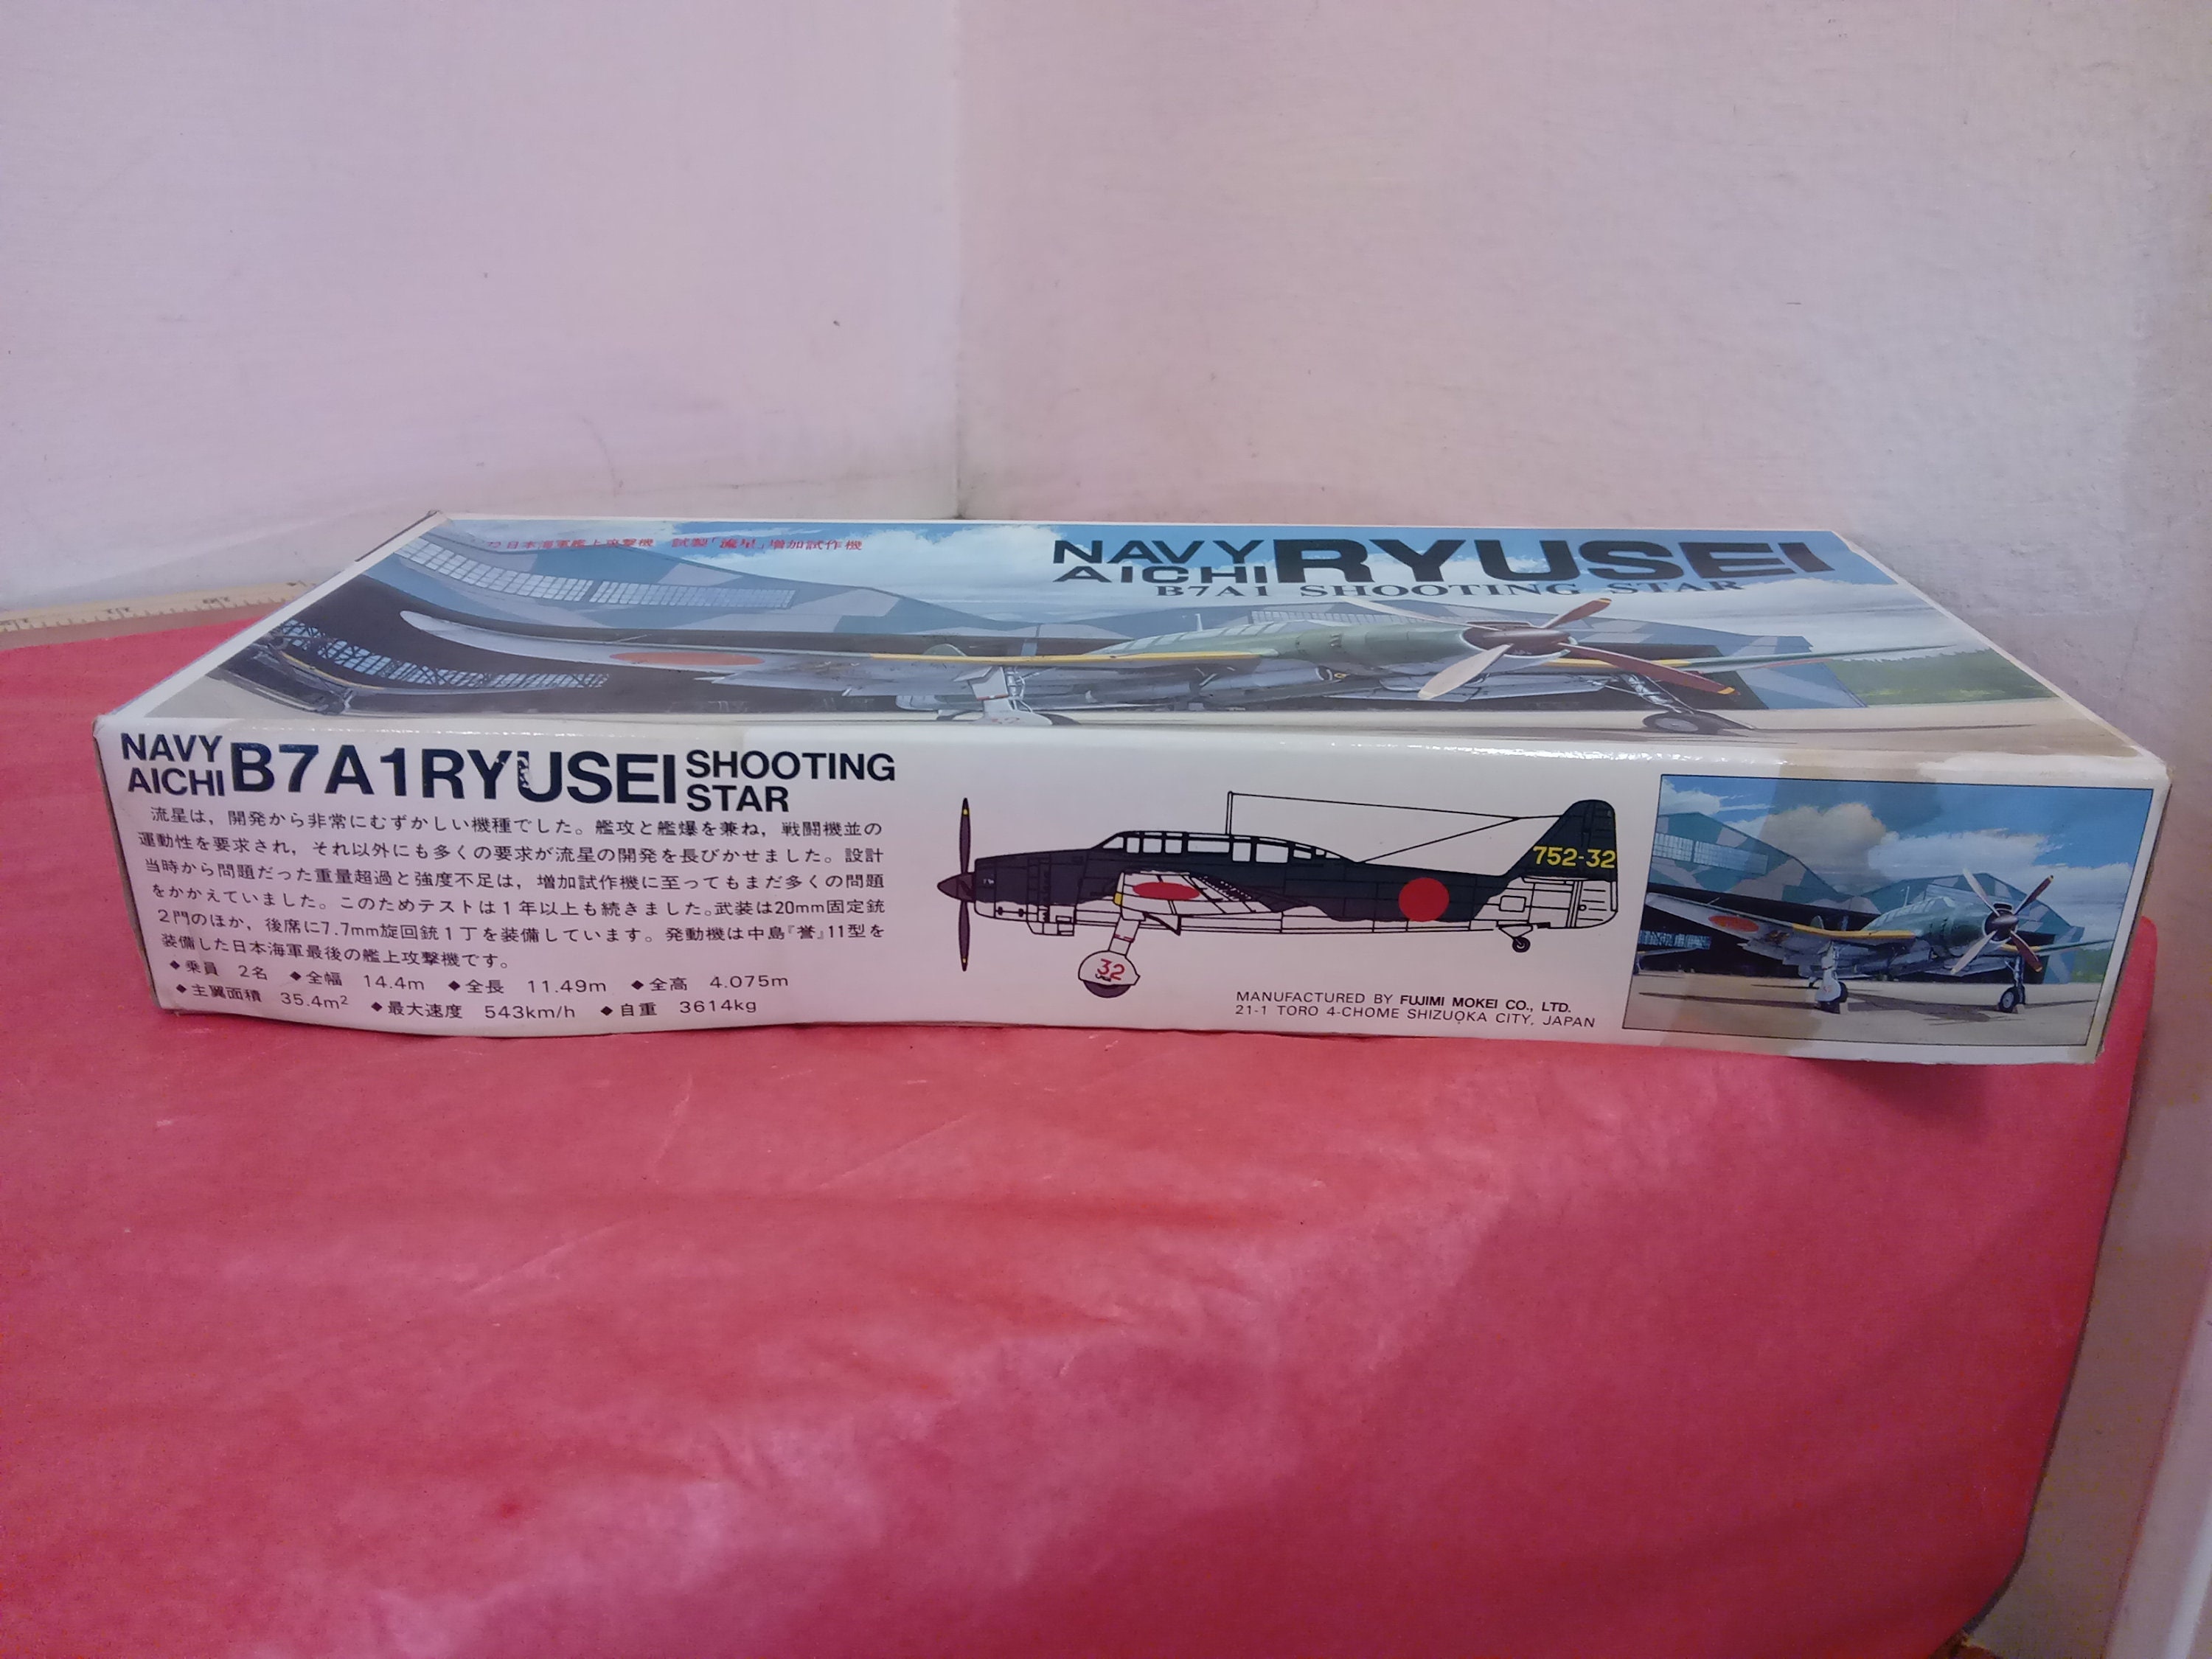 72 日本海軍艦上攻撃機 試製「流星」増加試作機
NAVY
AICHI RYUSEI
B7A1 SHOOTING STAR
32
NAVY
AICHI B7A1 RYUSEI SHOOTING
STAR
流星は,開発から非常にむずかしい機種でした。艦攻と艦爆を兼ね,戦闘機並の
運動性を要求され,それ以外にも多くの要求が流星の開発を長びかせました。設計
当時から問題だった重量超過と強度不足は,増加試作機に至ってもまだ多くの問題
をかかえていました。このためテストは1年以上も続きました。武装は20mm固定銃
2門のほか,後席に7.7mm旋回銃1丁を装備しています。発動機は中島『誉』11型を
装備した日本海軍最後の艦上攻撃機です。
◆乗員 2名 ◆全幅 14.4m ◆全長 11.49m ◆全高 4.075m
◆主翼面積 35.4m² ◆最大速度 543km/h ◆自重 3614kg
752-32
32
MANUFACTURED BY FUJIMI MOKEI CO., LTD.
21-1 TORO 4-CHOME SHIZUOKA CITY, JAPAN